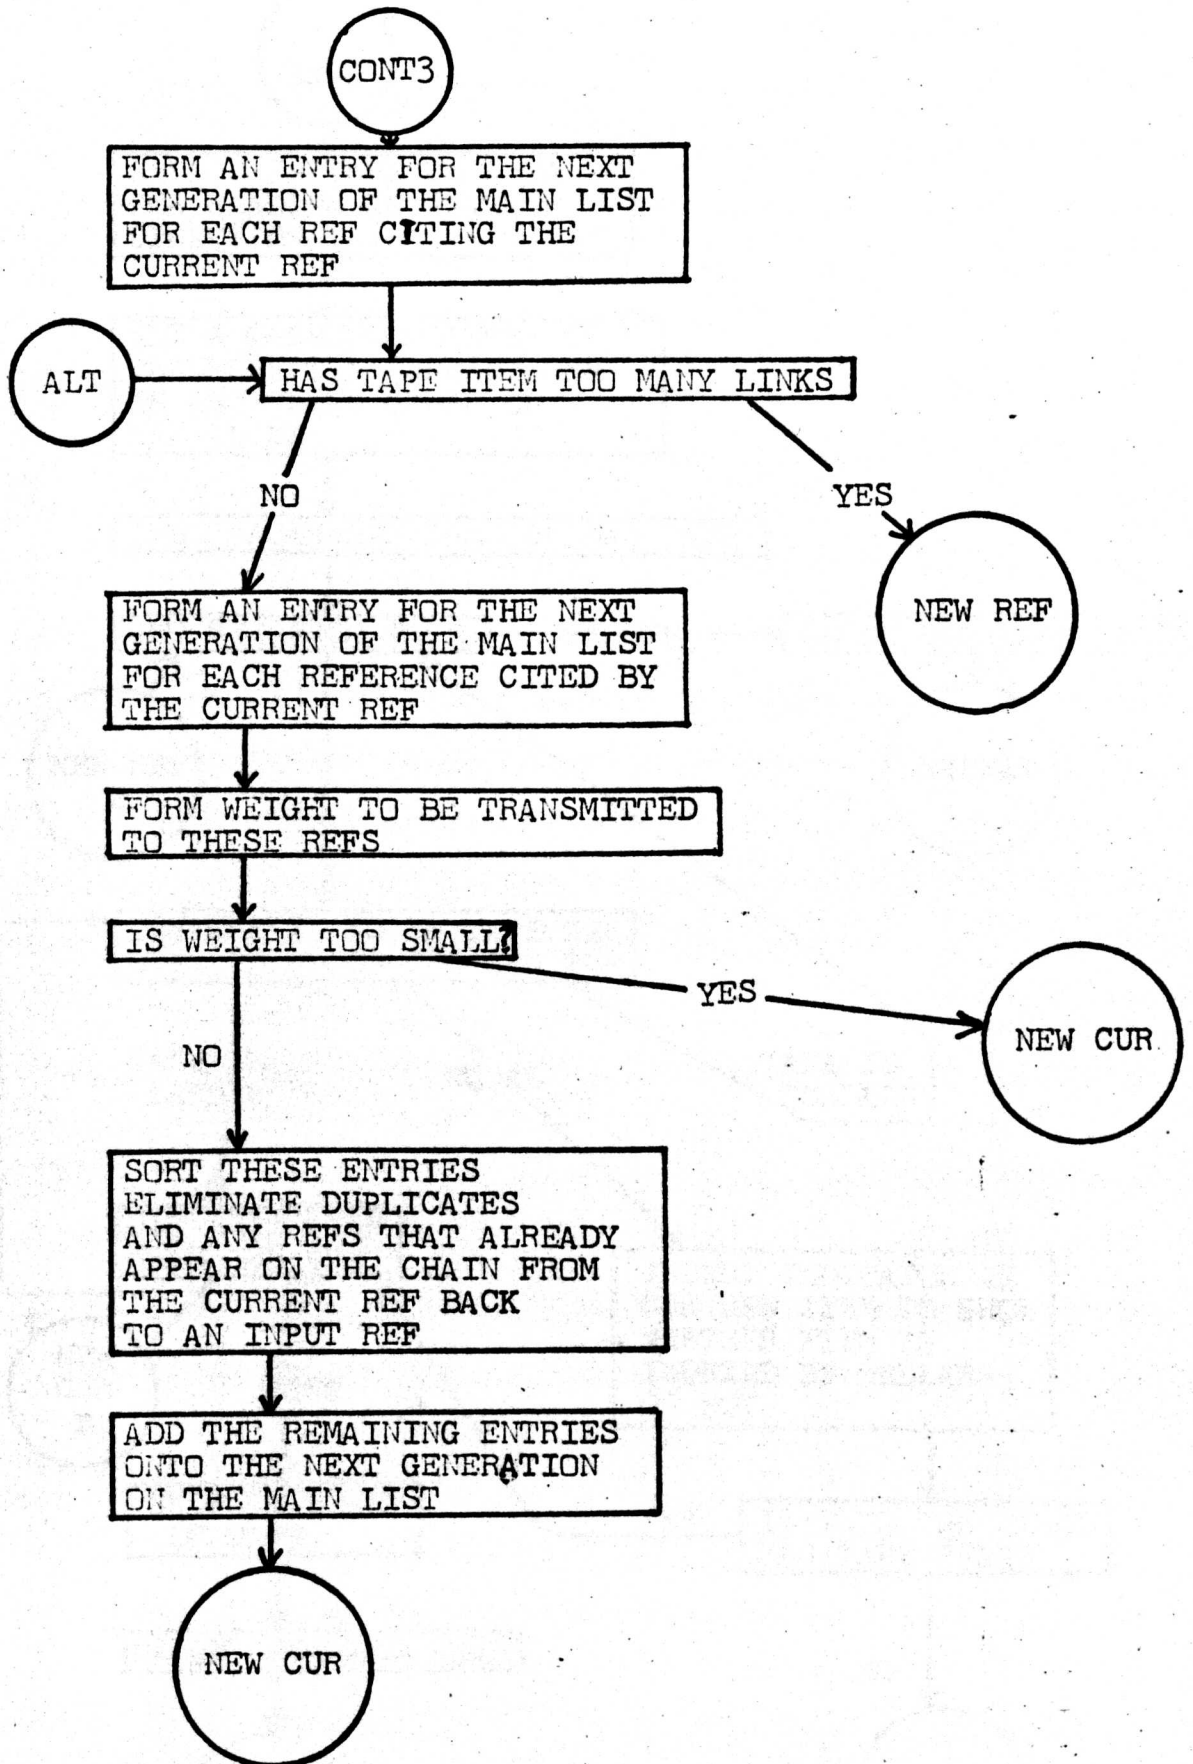 CONT3
FORM AN ENTRY FOR THE NEXT
GENERATION OF THE MAIN LIST
FOR EACH REF CITING THE
CURRENT REF
ALT
HAS TAPE ITEM TOO MANY LINKS
NO
YES
NEW REF
FORM AN ENTRY FOR THE NEXT
GENERATION OF THE MAIN LIST
FOR EACH REFERENCE CITED BY
THE CURRENT REF
FORM WEIGHT TO BE TRANSMITTED
TO THESE REFS
IS WEIGHT TOO SMALL?
YES
NEW CUR
NO
SORT THESE ENTRIES
ELIMINATE DUPLICATES
AND ANY REFS THAT ALREADY
APPEAR ON THE CHAIN FROM
THE CURRENT REF BACK
TO AN INPUT REF
ADD THE REMAINING ENTRIES
ONTO THE NEXT GENERATION
ON THE MAIN LIST
NEW CUR